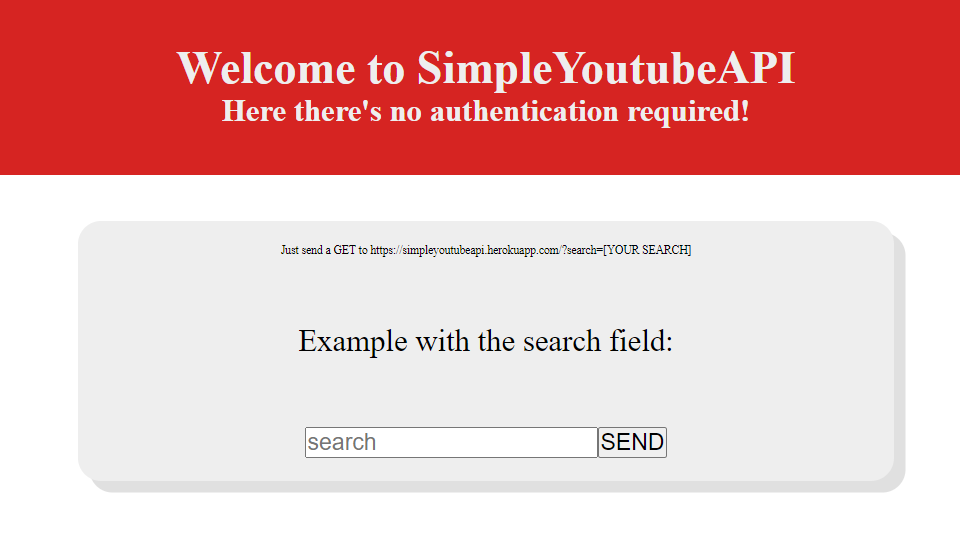 Welcome to SimpleYoutubeAPI
Here there's no authentication required!
Just send a GET to https://simpleyoutubeapi.herokuapp.com/?search=[YOUR SEARCH]
Example with the search field:
search SEND